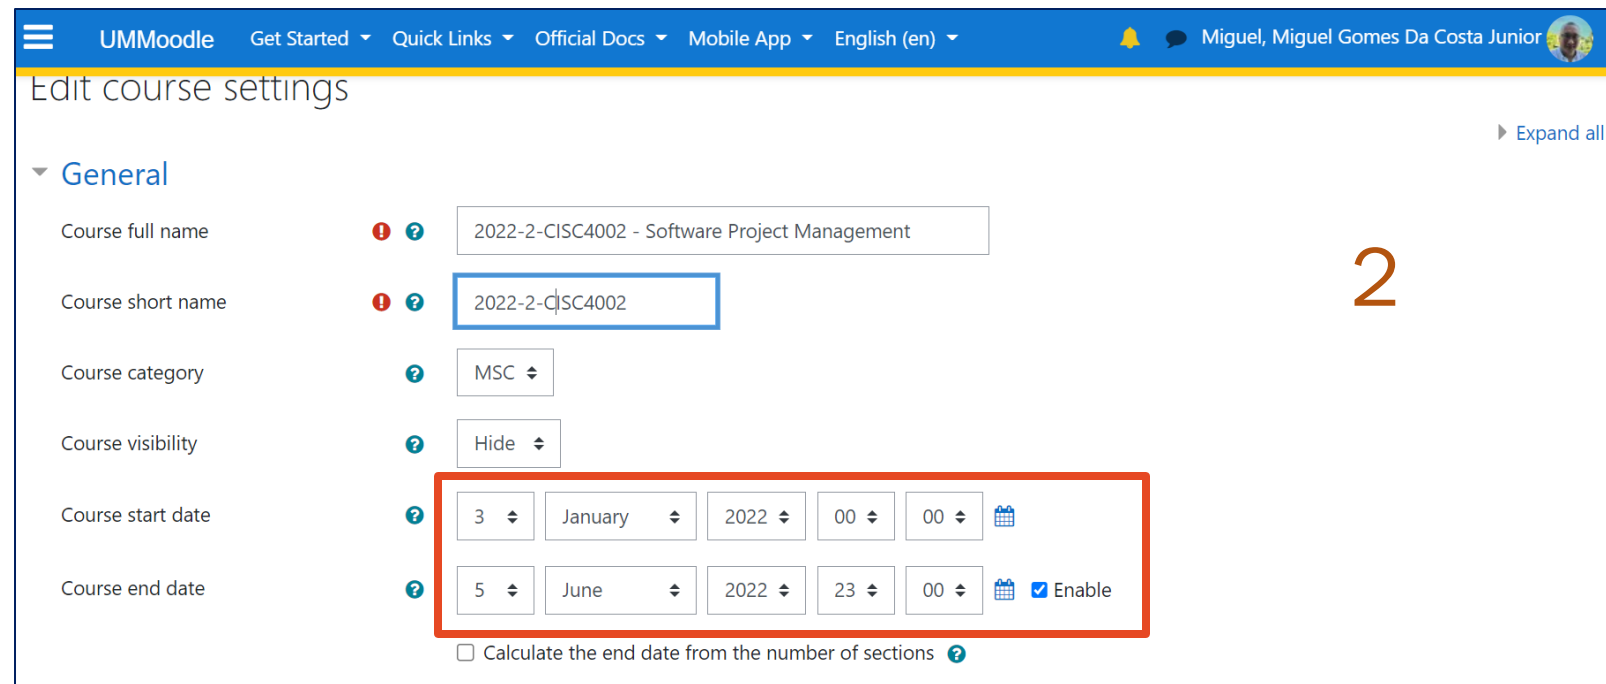 UMMoodle Get Started Quick Links Official Docs Mobile App English (en) Miguel, Miguel Gomes Da Costa Junior
Edit course settings
Expand all
General
Course full name 2022-2-CISC4002 - Software Project Management
2
Course short name 2022-2-CISC4002
Course category MSC
Course visibility Hide
Course start date 3 January 2022 00 00
Course end date 5 June 2022 23 00 Enable
Calculate the end date from the number of sections